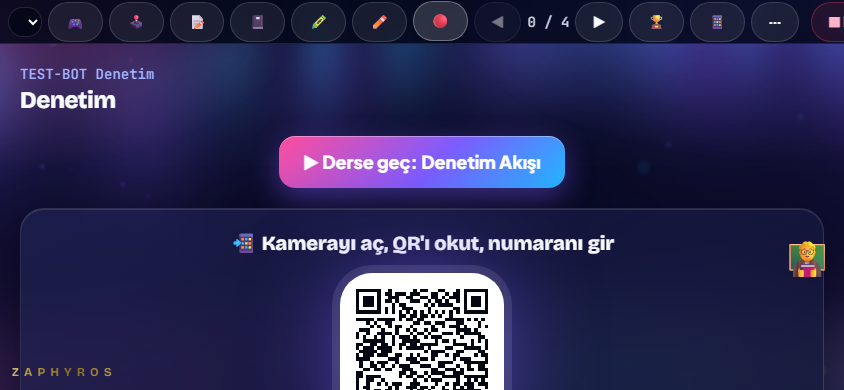 0 / 4
TEST-BOT Denetim
Denetim
▶ Derse geç: Denetim Akışı
Kamerayı aç, QR'ı okut, numaranı gir
ZAPHYROS